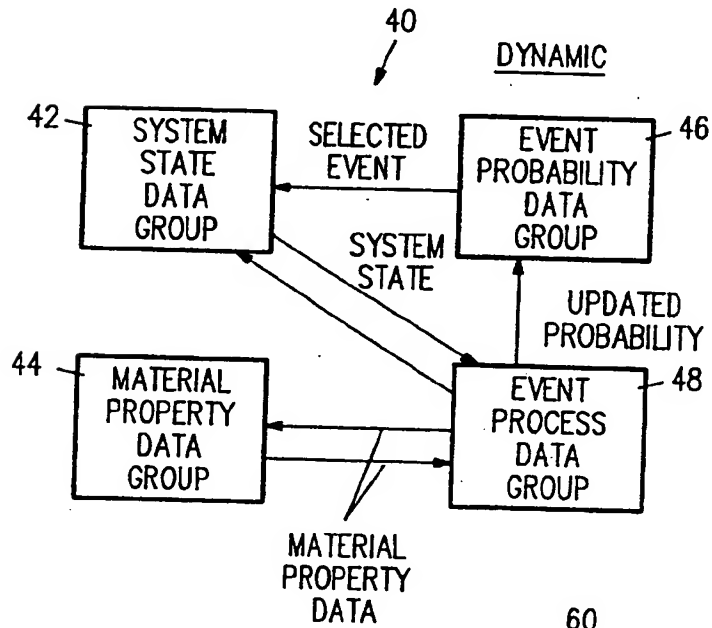 40
DYNAMIC
42
SYSTEM
STATE
DATA
GROUP
SELECTED
EVENT
EVENT
PROBABILITY
DATA
GROUP
46
SYSTEM
STATE
UPDATED
PROBABILITY
44
MATERIAL
PROPERTY
DATA
GROUP
EVENT
PROCESS
DATA
GROUP
48
MATERIAL
PROPERTY
DATA
60